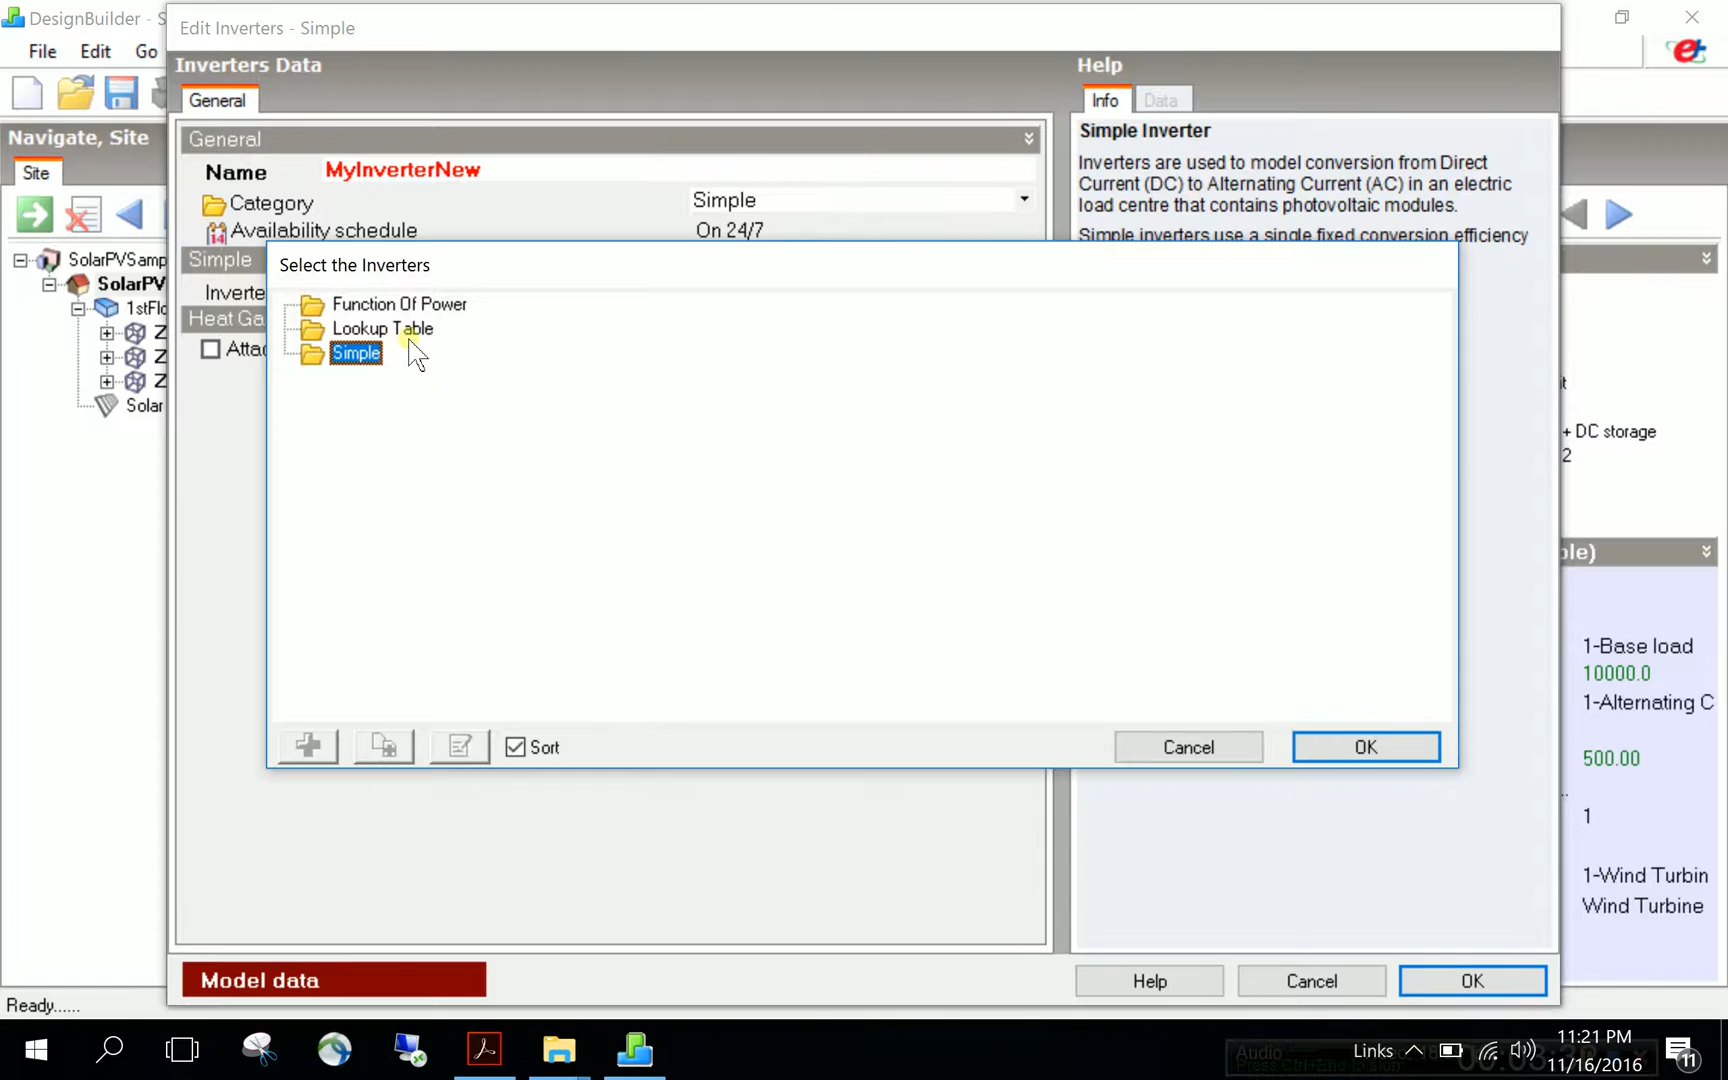 DesignBuilder - S
Edit Inverters - Simple
File Edit Go
Inverters Data
Help
General
Info Data
Navigate, Site
General
Simple Inverter
Site
Name MyInverterNew
Inverters are used to model conversion from Direct
Current (DC) to Alternating Current (AC) in an electric
load centre that contains photovoltaic modules.
Category Simple
Availability schedule On 24/7
Simple inverters use a single fixed conversion efficiency
SolarPVSamp
Simple
Select the Inverters
SolarPV
Inverte
Function Of Power
1stFlo
Heat Ga
Lookup Table
Z
Attac
Simple
Z
Z
Solar
+ DC storage
2
ble)
1-Base load
10000.0
1-Alternating C
Sort
Cancel
OK
500.00
1
1-Wind Turbin
Wind Turbine
Model data
Help
Cancel
OK
Ready......
Links
11:21 PM
11/16/2016
11
Audio